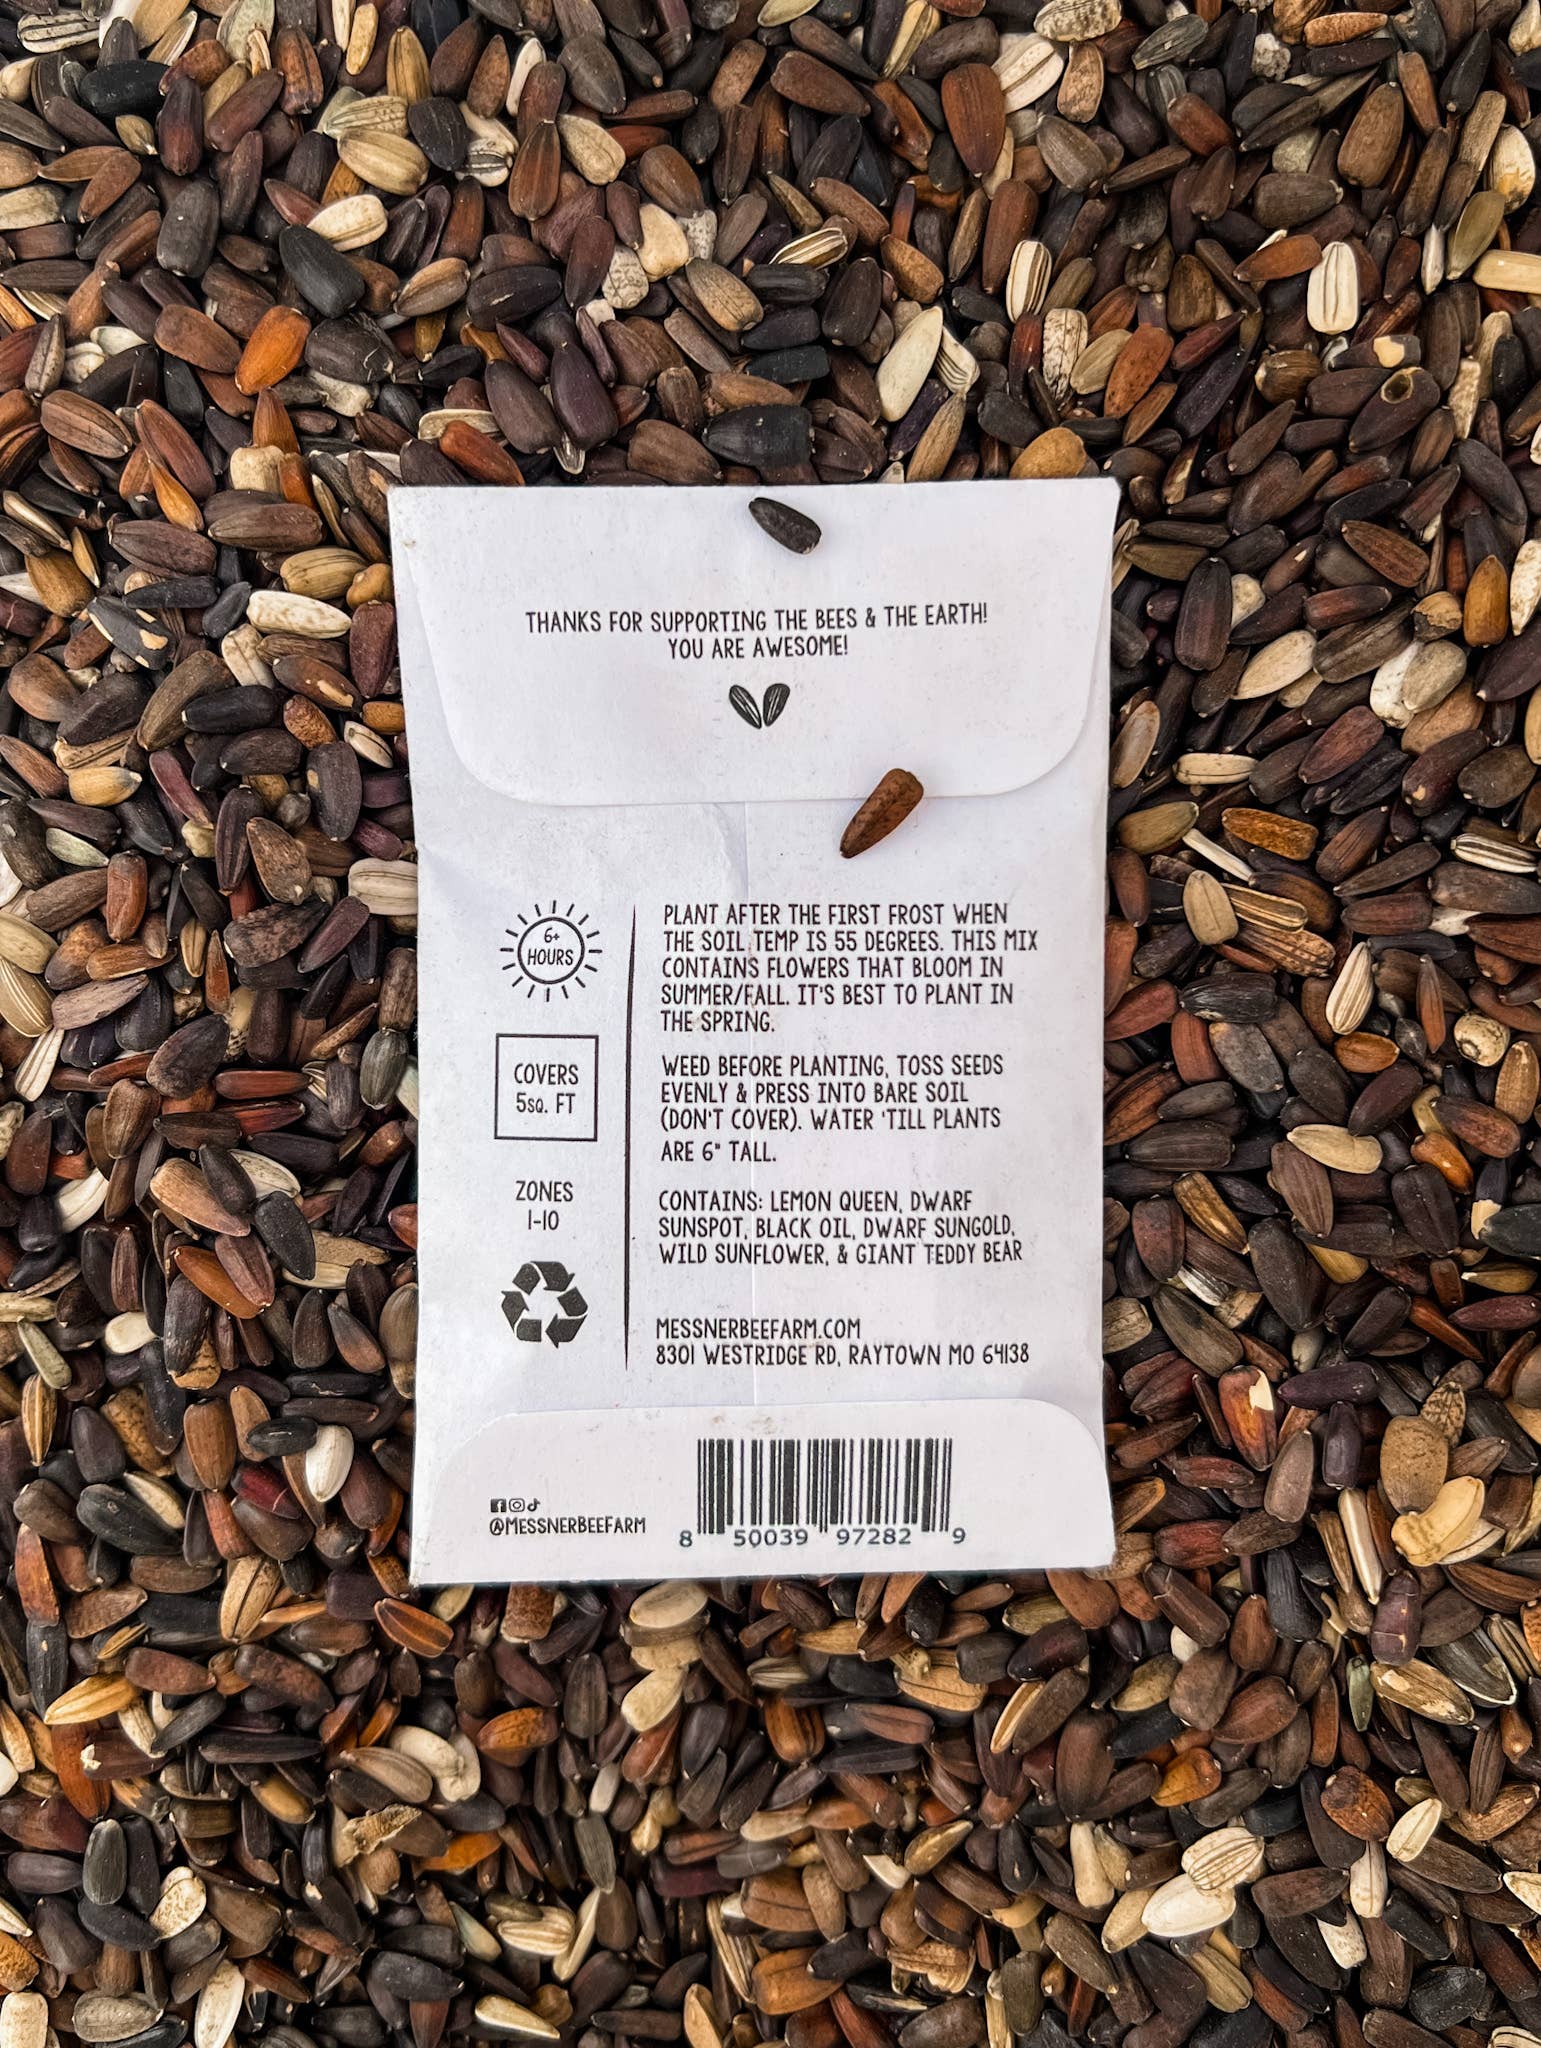 THANKS FOR SUPPORTING THE BEES & THE EARTH!
YOU ARE AWESOME!
6+
HOURS
COVERS
5SQ. FT
ZONES
1-10
PLANT AFTER THE FIRST FROST WHEN
THE SOIL TEMP IS 55 DEGREES. THIS MIX
CONTAINS FLOWERS THAT BLOOM IN
SUMMER/FALL. IT'S BEST TO PLANT IN
THE SPRING.
WEED BEFORE PLANTING, TOSS SEEDS
EVENLY & PRESS INTO BARE SOIL
(DON'T COVER). WATER 'TILL PLANTS
ARE 6" TALL.
CONTAINS: LEMON QUEEN, DWARF
SUNSPOT, BLACK OIL, DWARF SUNGOLD,
WILD SUNFLOWER, & GIANT TEDDY BEAR
MESSNERBEEFARM.COM
8301 WESTRIDGE RD, RAYTOWN MO 64138
@MESSNERBEEFARM
8 50039 97282 9